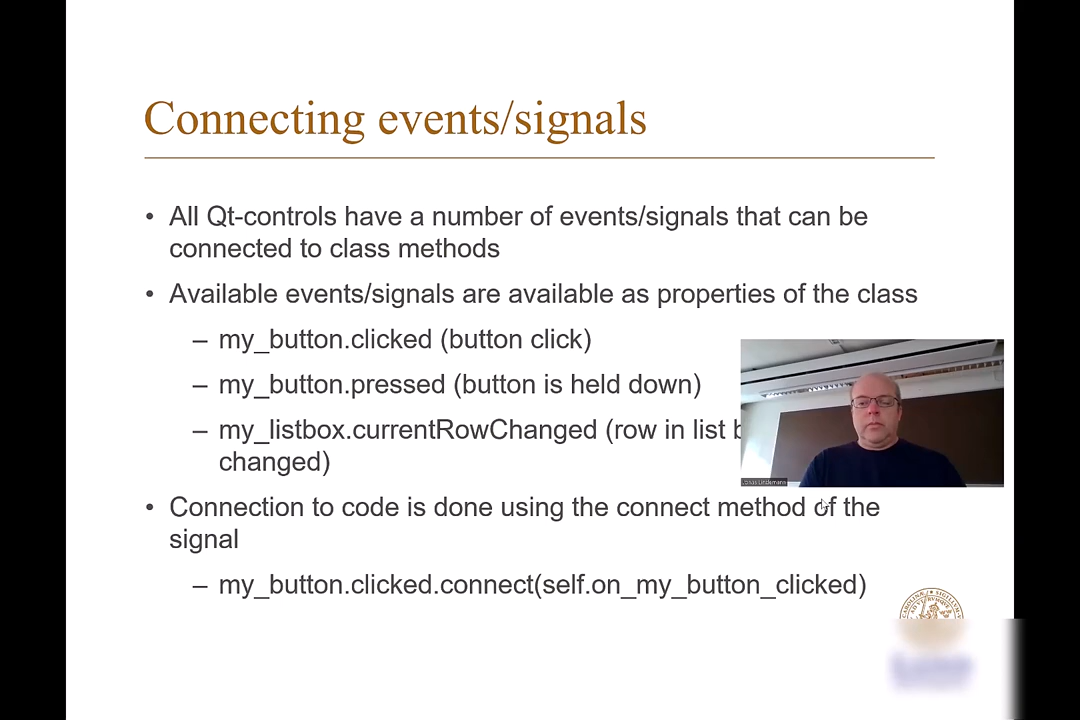 Connecting events/signals
• All Qt-controls have a number of events/signals that can be
connected to class methods
• Available events/signals are available as properties of the class
– my_button.clicked (button click)
– my_button.pressed (button is held down)
– my_listbox.currentRowChanged (row in list
changed)
Jonas Lindemann
• Connection to code is done using the connect method of the
signal
– my_button.clicked.connect(self.on_my_button_clicked)